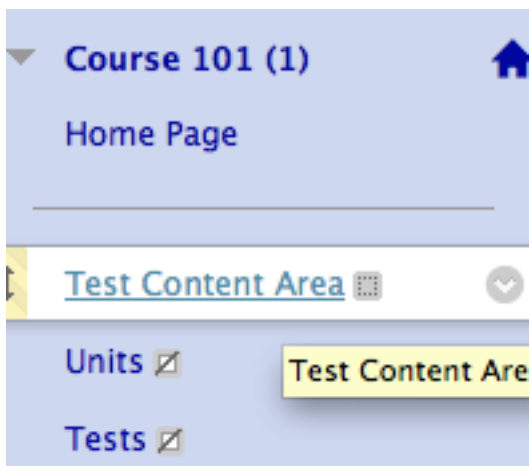 Course 101 (1)
Home Page
Test Content Area
Units
Test Content Are
Tests